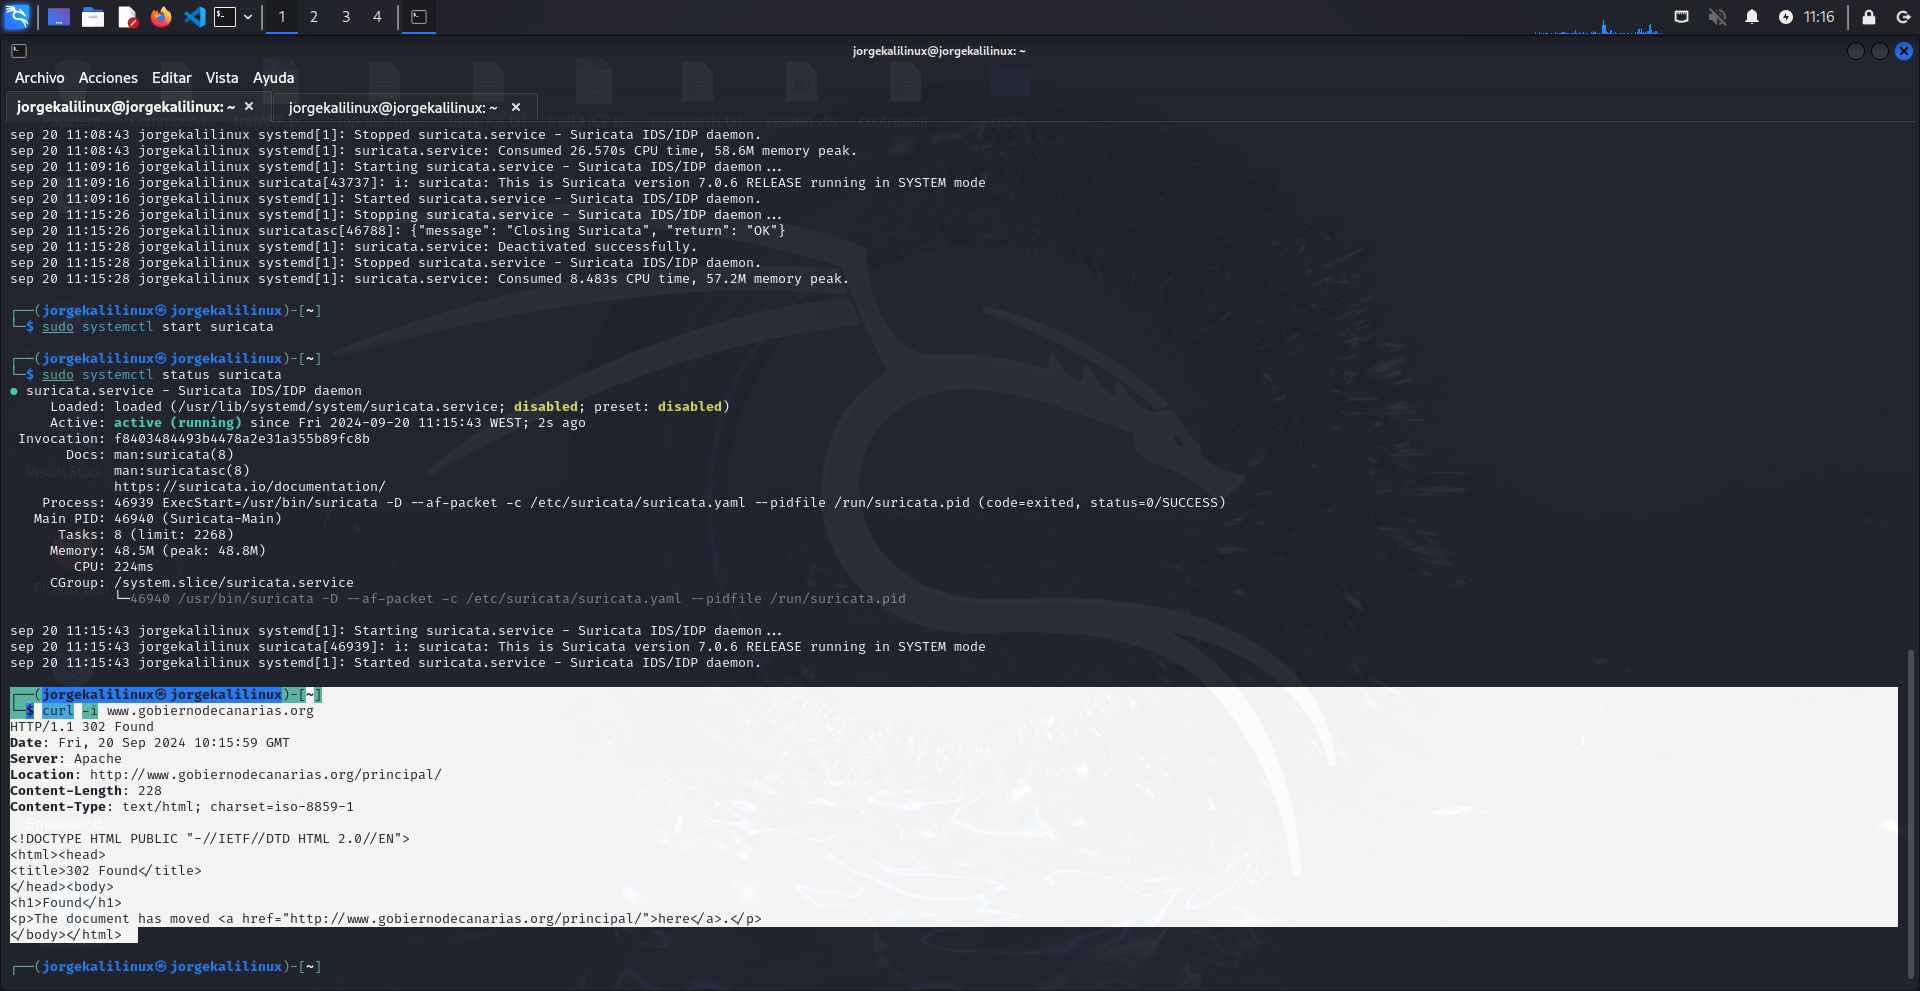 1 2 3 4
11:16
jorgekalilinux@jorgekalilinux: ~
Archivo Acciones Editar Vista Ayuda
jorgekalilinux@jorgekalilinux: ~ × jorgekalilinux@jorgekalilinux: ~ ×
sep 20 11:08:43 jorgekalilinux systemd[1]: Stopped suricata.service - Suricata IDS/IDP daemon.
sep 20 11:08:43 jorgekalilinux systemd[1]: suricata.service: Consumed 26.570s CPU time, 58.6M memory peak.
sep 20 11:09:16 jorgekalilinux systemd[1]: Starting suricata.service - Suricata IDS/IDP daemon...
sep 20 11:09:16 jorgekalilinux suricata[43737]: i: suricata: This is Suricata version 7.0.6 RELEASE running in SYSTEM mode
sep 20 11:09:16 jorgekalilinux systemd[1]: Started suricata.service - Suricata IDS/IDP daemon.
sep 20 11:15:26 jorgekalilinux systemd[1]: Stopping suricata.service - Suricata IDS/IDP daemon...
sep 20 11:15:26 jorgekalilinux suricatasc[46788]: {"message": "Closing Suricata", "return": "OK"}
sep 20 11:15:28 jorgekalilinux systemd[1]: suricata.service: Deactivated successfully.
sep 20 11:15:28 jorgekalilinux systemd[1]: Stopped suricata.service - Suricata IDS/IDP daemon.
sep 20 11:15:28 jorgekalilinux systemd[1]: suricata.service: Consumed 8.483s CPU time, 57.2M memory peak.
┌──(jorgekalilinux㉿jorgekalilinux)-[~]
└─$ sudo systemctl start suricata
┌──(jorgekalilinux㉿jorgekalilinux)-[~]
└─$ sudo systemctl status suricata
● suricata.service - Suricata IDS/IDP daemon
Loaded: loaded (/usr/lib/systemd/system/suricata.service; disabled; preset: disabled)
Active: active (running) since Fri 2024-09-20 11:15:43 WEST; 2s ago
Invocation: f8403484493b4478a2e31a355b89fc8b
Docs: man:suricata(8)
man:suricatasc(8)
https://suricata.io/documentation/
Process: 46939 ExecStart=/usr/bin/suricata -D --af-packet -c /etc/suricata/suricata.yaml --pidfile /run/suricata.pid (code=exited, status=0/SUCCESS)
Main PID: 46940 (Suricata-Main)
Tasks: 8 (limit: 2268)
Memory: 48.5M (peak: 48.8M)
CPU: 224ms
CGroup: /system.slice/suricata.service
└─46940 /usr/bin/suricata -D --af-packet -c /etc/suricata/suricata.yaml --pidfile /run/suricata.pid
sep 20 11:15:43 jorgekalilinux systemd[1]: Starting suricata.service - Suricata IDS/IDP daemon...
sep 20 11:15:43 jorgekalilinux suricata[46939]: i: suricata: This is Suricata version 7.0.6 RELEASE running in SYSTEM mode
sep 20 11:15:43 jorgekalilinux systemd[1]: Started suricata.service - Suricata IDS/IDP daemon.
┌──(jorgekalilinux㉿jorgekalilinux)-[~]
└─$ curl -i www.gobiernodecanarias.org
HTTP/1.1 302 Found
Date: Fri, 20 Sep 2024 10:15:59 GMT
Server: Apache
Location: http://www.gobiernodecanarias.org/principal/
Content-Length: 228
Content-Type: text/html; charset=iso-8859-1
<!DOCTYPE HTML PUBLIC "-//IETF//DTD HTML 2.0//EN">
<html><head>
<title>302 Found</title>
</head><body>
<h1>Found</h1>
<p>The document has moved <a href="http://www.gobiernodecanarias.org/principal/">here</a>.</p>
</body></html>
┌──(jorgekalilinux㉿jorgekalilinux)-[~]